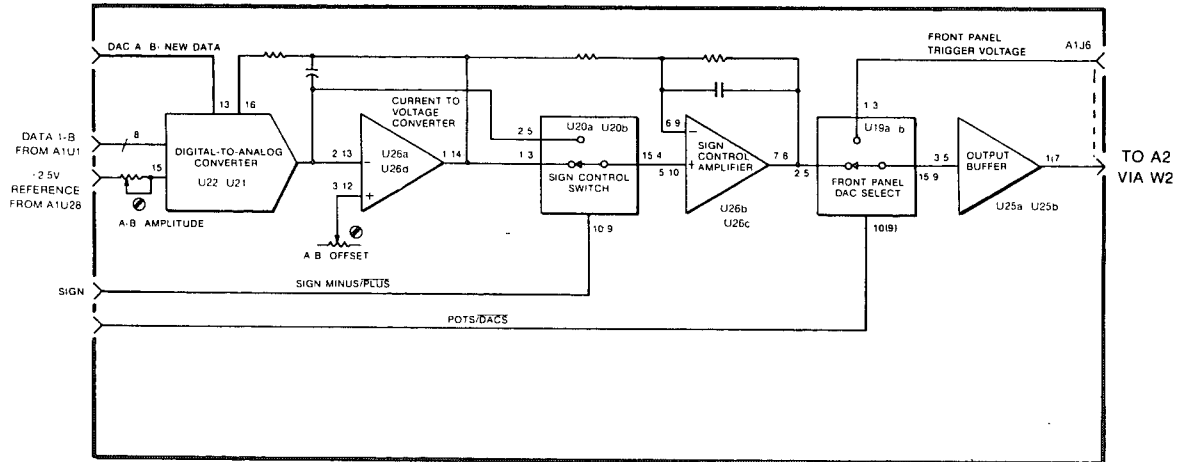 FRONT PANEL
TRIGGER VOLTAGE
A1J6
DAC A B· NEW DATA
13 16
DATA 1-B
FROM A1U1
8
DIGITAL-TO-ANALOG
CONVERTER
U22 U21
15
-2 5V
REFERENCE
FROM A1U28
A-B AMPLITUDE
CURRENT TO
VOLTAGE
CONVERTER
2 13
U26a
U26d
1 14
3 12
A B OFFSET
2 5
U20a U20b
1 3
15 4
SIGN CONTROL
SWITCH
10 9
6 9
5 10
SIGN
CONTROL
AMPLIFIER
7 8
U26b
U26c
1 3
U19a b
2 5
15 9
FRONT PANEL
DAC SELECT
10(9)
3 5
OUTPUT
BUFFER
1(7
U25a U25b
TO A2
VIA W2
SIGN
SIGN MINUS/PLUS
POTS/DACS